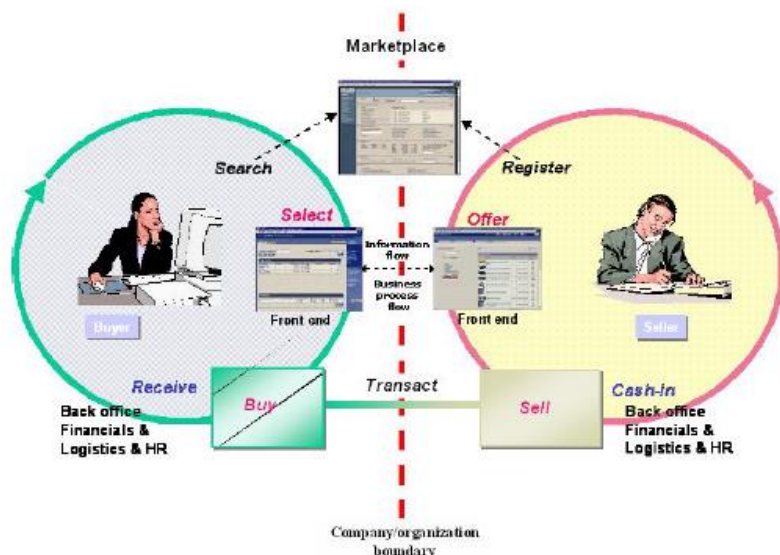 Marketplace
Search
Register
Select
Offer
Information
flow
Business
process
flow
Front end
Front end
Buyer
Seller
Receive
Buy
Transact
Sell
Cash-in
Back office
Financials &
Logistics & HR
Back office
Financials &
Logistics & HR
Company/organization
boundary